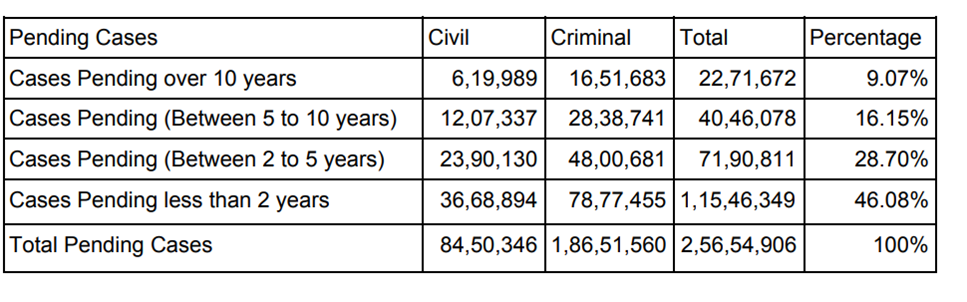 Pending Cases Civil Criminal Total Percentage
Cases Pending over 10 years 6,19,989 16,51,683 22,71,672 9.07%
Cases Pending (Between 5 to 10 years) 12,07,337 28,38,741 40,46,078 16.15%
Cases Pending (Between 2 to 5 years) 23,90,130 48,00,681 71,90,811 28.70%
Cases Pending less than 2 years 36,68,894 78,77,455 1,15,46,349 46.08%
Total Pending Cases 84,50,346 1,86,51,560 2,56,54,906 100%